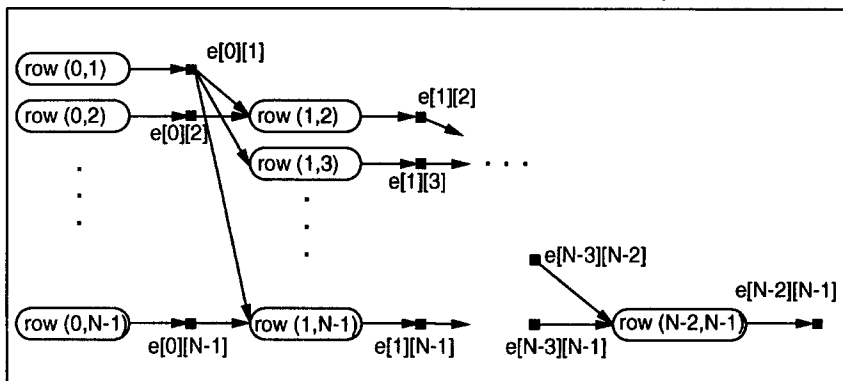 e[0][1]
row (0,1)
e[1][2]
row (0,2)
row (1,2)
e[0][2]
row (1,3)
e[1][3]
e[N-3][N-2]
e[N-2][N-1]
row (0,N-1)
row (1,N-1)
row (N-2,N-1)
e[0][N-1]
e[1][N-1]
e[N-3][N-1]